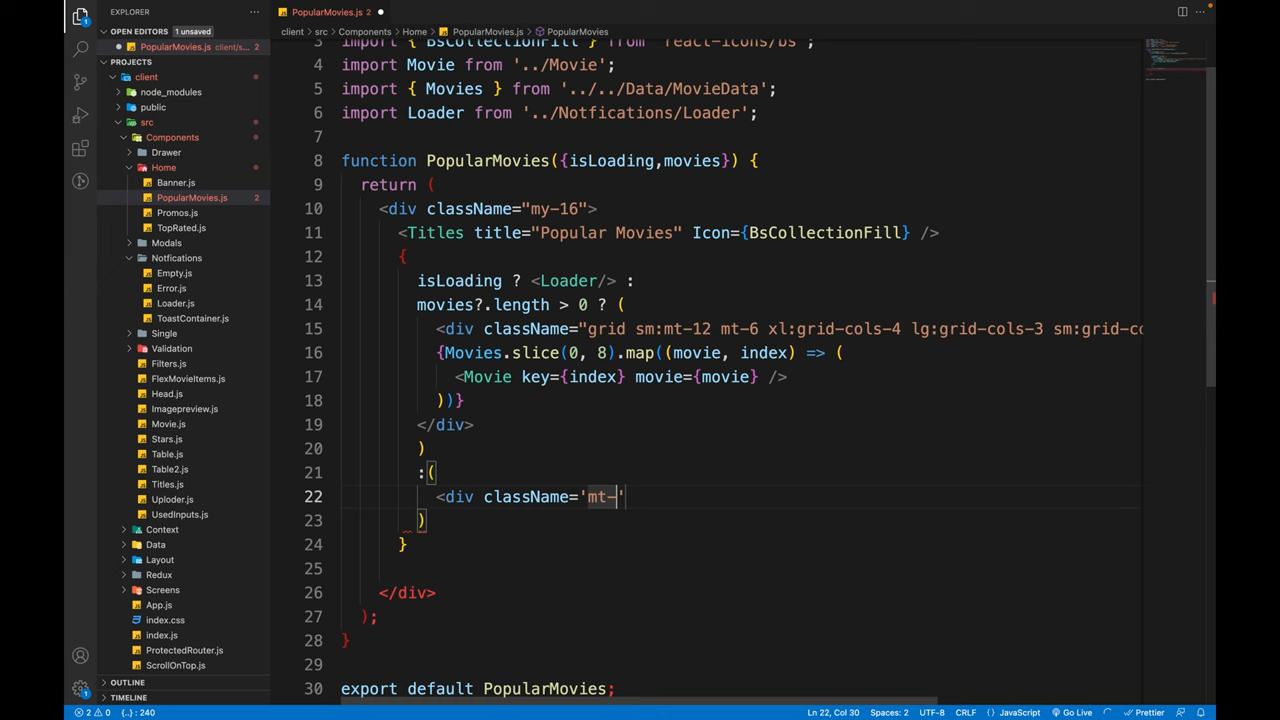 EXPLORER
PopularMovies.js 2
OPEN EDITORS 1 unsaved
PopularMovies.js client/s... 2
PROJECTS
client
node_modules
public
src
Components
Drawer
Home
Banner.js
PopularMovies.js 2
Promos.js
TopRated.js
Modals
Notfications
Empty.js
Error.js
Loader.js
ToastContainer.js
Single
Validation
Filters.js
FlexMovieItems.js
Head.js
Imagepreview.js
Movie.js
Stars.js
Table.js
Table2.js
Titles.js
Uploder.js
UsedInputs.js
Context
Data
Layout
Redux
Screens
App.js
index.css
index.js
ProtectedRouter.js
ScrollOnTop.js
OUTLINE
TIMELINE
client > src > Components > Home > PopularMovies.js > PopularMovies
3 import { BsCollectionFill } from 'react-icons/bs';
4 import Movie from '../Movie';
5 import { Movies } from '../../Data/MovieData';
6 import Loader from '../Notfications/Loader';
7
8 function PopularMovies({isLoading,movies}) {
9 return (
10 <div className="my-16">
11 <Titles title="Popular Movies" Icon={BsCollectionFill} />
12 {
13 isLoading ? <Loader/> :
14 movies?.length > 0 ? (
15 <div className="grid sm:mt-12 mt-6 xl:grid-cols-4 lg:grid-cols-3 sm:grid-co
16 {Movies.slice(0, 8).map((movie, index) => (
17 <Movie key={index} movie={movie} />
18 ))}
19 </div>
20 )
21 :(
22 <div className='mt-'
23 )
24 }
25
26 </div>
27 );
28 }
29
30 export default PopularMovies;
2 0 {..} : 240 Ln 22, Col 30 Spaces: 2 UTF-8 CRLF {} JavaScript Go Live Prettier